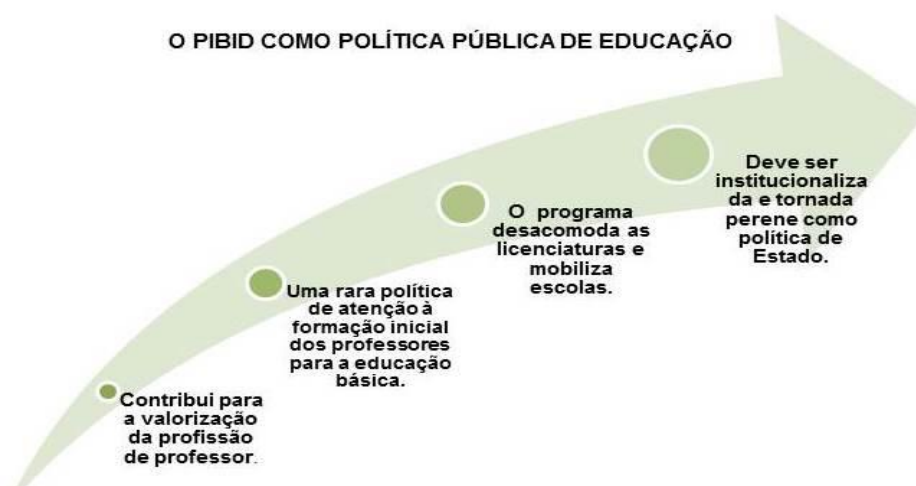 O PIBID COMO POLÍTICA PÚBLICA DE EDUCAÇÃO
Contribui para
a valorização
da profissão
de professor.
Uma rara política
de atenção à
formação inicial
dos professores
para a educação
básica.
O programa
desacomoda as
licenciaturas e
mobiliza
escolas.
Deve ser
institucionaliza
da e tornada
perene como
política de
Estado.